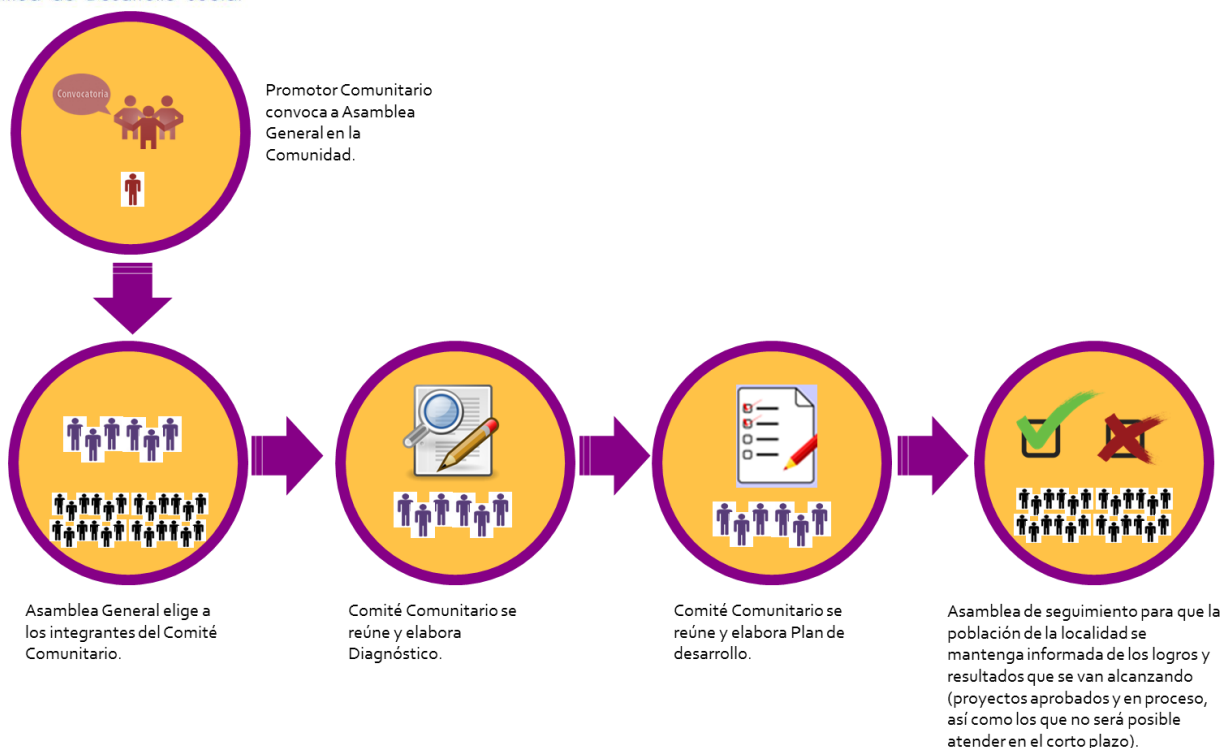 Convocatoria
Promotor Comunitario
convoca a Asamblea
General en la
Comunidad.
Asamblea General elige a
los integrantes del Comité
Comunitario.
Comité Comunitario se
reúne y elabora
Diagnóstico.
Comité Comunitario se
reúne y elabora Plan de
desarrollo.
Asamblea de seguimiento para que la
población de la localidad se
mantenga informada de los logros y
resultados que se van alcanzando
(proyectos aprobados y en proceso,
así como los que no será posible
atender en el corto plazo).